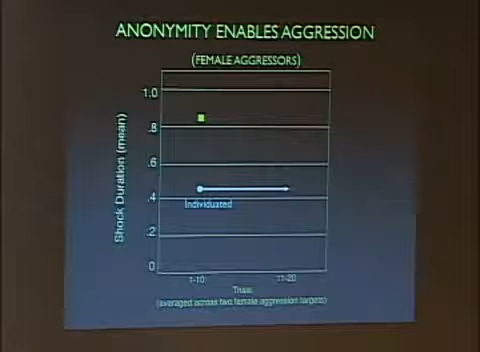 ANONYMITY ENABLES AGGRESSION
(FEMALE AGGRESSORS)
Shock Duration (mean)
1.0
.8
.6
.4
.2
0
Individuated
1-10
11-20
Trials
(averaged across two female aggression targets)